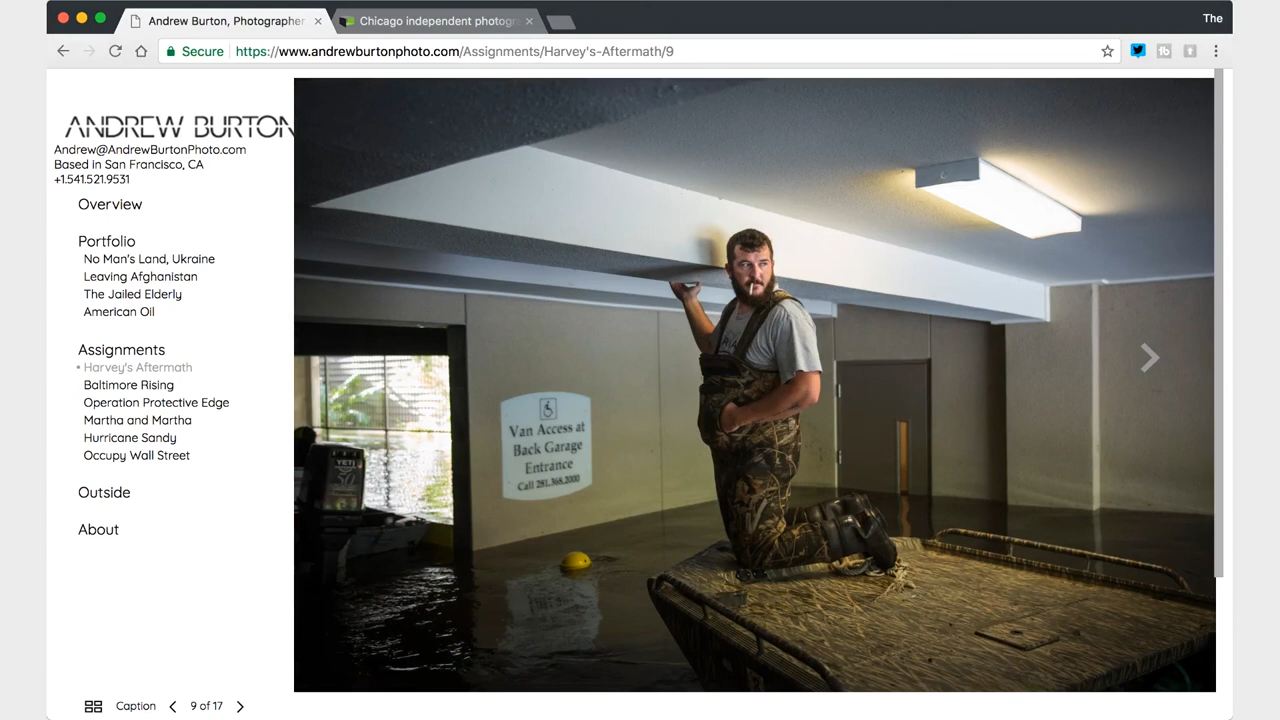 Andrew Burton, Photographer
Chicago independent photogra
The
Secure
https://www.andrewburtonphoto.com/Assignments/Harvey's-Aftermath/9
ANDREW BURTON
Andrew@AndrewBurtonPhoto.com
Based in San Francisco, CA
+1.541.521.9531
Overview
Portfolio
No Man's Land, Ukraine
Leaving Afghanistan
The Jailed Elderly
American Oil
Assignments
• Harvey's Aftermath
Baltimore Rising
Operation Protective Edge
Martha and Martha
Hurricane Sandy
Occupy Wall Street
Outside
About
Van Access at
Back Garage
Entrance
Call 281.368.2000
YETI
Caption
9 of 17